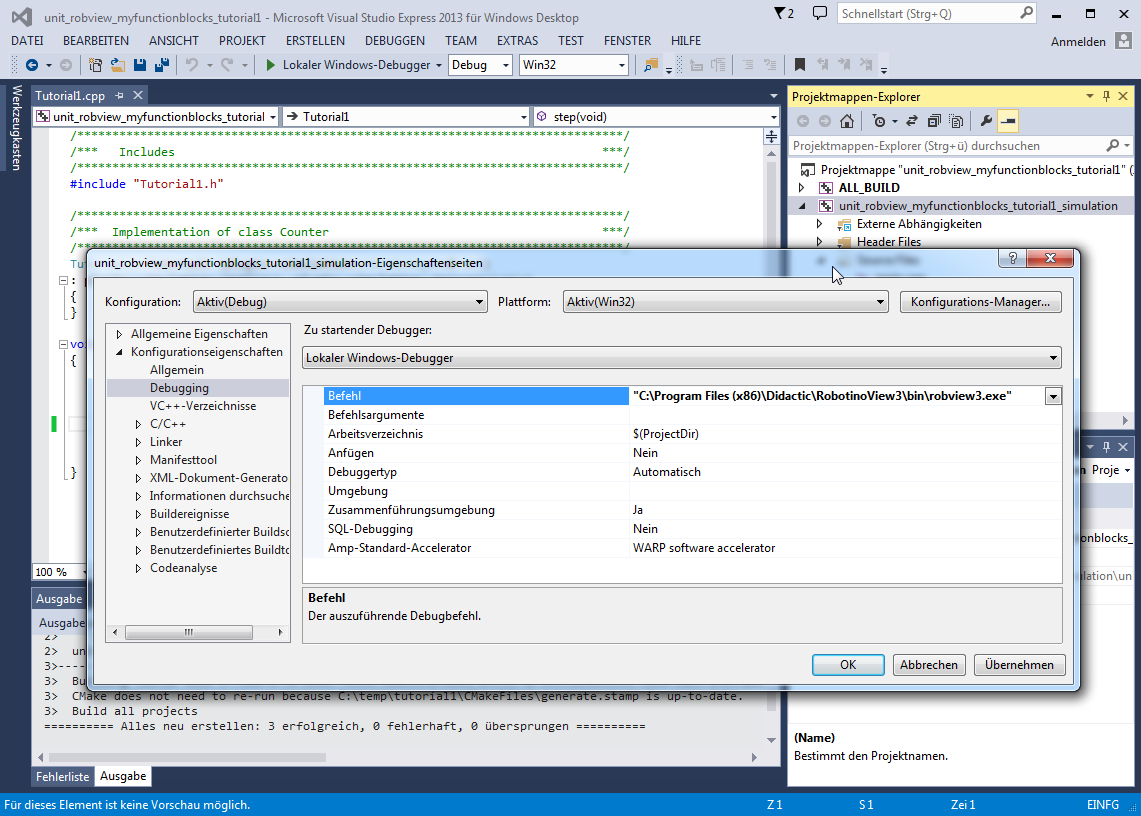 unit_robview_myfunctionblocks_tutorial1 - Microsoft Visual Studio Express 2013 für Windows Desktop
2
Schnellstart (Strg+Q)
DATEI BEARBEITEN ANSICHT PROJEKT ERSTELLEN DEBUGGEN TEAM EXTRAS TEST FENSTER HILFE
Anmelden
Lokaler Windows-Debugger Debug Win32
Werkzeugkasten
Tutorial1.cpp
unit_robview_myfunctionblocks_tutorial Tutorial1 step(void)
/*************************************************************************/
/*** Includes ***/
/*************************************************************************/
#include "Tutorial1.h"
/*************************************************************************/
/*** Implementation of class Counter ***/
Projektmappen-Explorer
Projektmappen-Explorer (Strg+ü) durchsuchen
Projektmappe "unit_robview_myfunctionblocks_tutorial1" (
ALL_BUILD
unit_robview_myfunctionblocks_tutorial1_simulation
Externe Abhängigkeiten
Header Files
Source Files
unit_robview_myfunctionblocks_tutorial1_simulation-Eigenschaftenseiten
Konfiguration: Aktiv(Debug) Plattform: Aktiv(Win32) Konfigurations-Manager...
Allgemeine Eigenschaften
Konfigurationseigenschaften
Allgemein
Debugging
VC++-Verzeichnisse
C/C++
Linker
Manifesttool
XML-Dokument-Generato
Informationen durchsuche
Buildereignisse
Benutzerdefinierter Buildsc
Benutzerdefiniertes Buildto
Codeanalyse
Zu startender Debugger:
Lokaler Windows-Debugger
Befehl "C:\Program Files (x86)\Didactic\RobotinoView3\bin\robview3.exe"
Befehlsargumente
Arbeitsverzeichnis $(ProjectDir)
Anfügen Nein
Debuggertyp Automatisch
Umgebung
Zusammenführungsumgebung Ja
SQL-Debugging Nein
Amp-Standard-Accelerator WARP software accelerator
Befehl
Der auszuführende Debugbefehl.
OK Abbrechen Übernehmen
{
}
vo
{
}
100 %
n Proje
onblocks_
ulation\un
Ausgabe
Ausgabe
2>
2> un
3>----
3> Bu
3> CMake does not need to re-run because C:\temp\tutorial1\CMakeFiles\generate.stamp is up-to-date.
3> Build all projects
========== Alles neu erstellen: 3 erfolgreich, 0 fehlerhaft, 0 übersprungen ==========
Fehlerliste Ausgabe
(Name)
Bestimmt den Projektnamen.
Für dieses Element ist keine Vorschau möglich. Z 1 S 1 Zei 1 EINFG